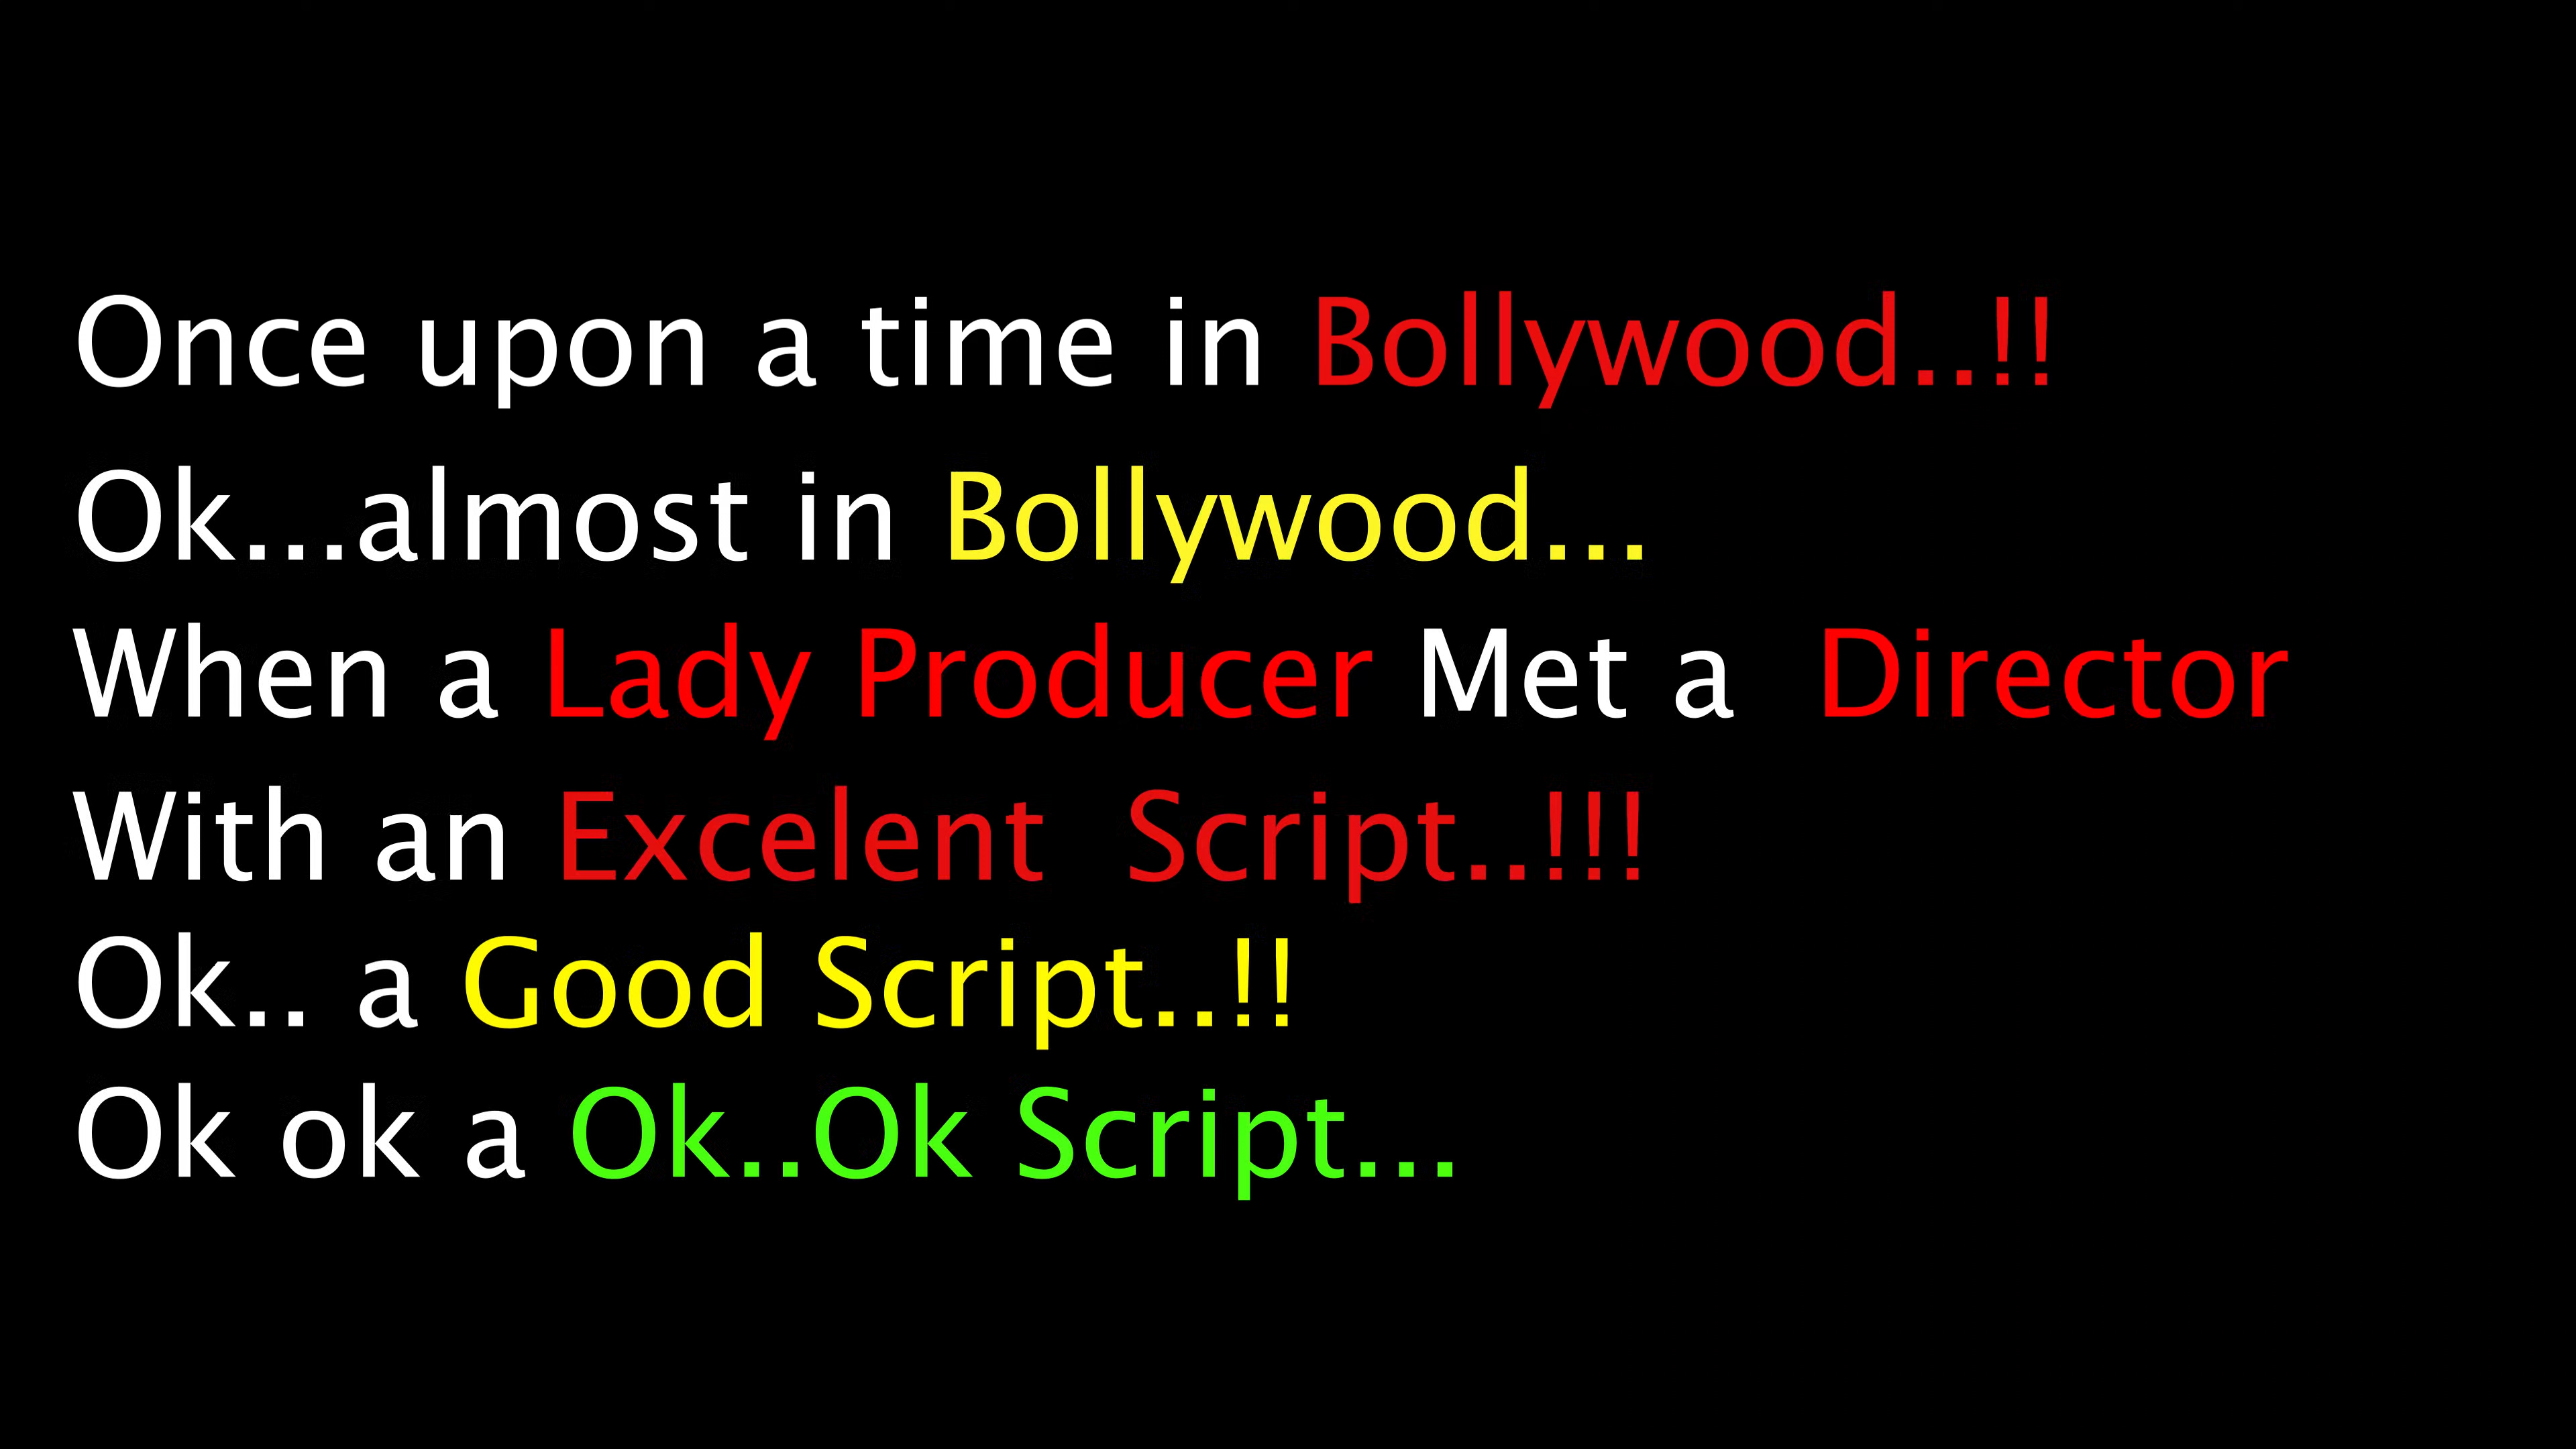 Once upon a time in Bollywood..!!
Ok...almost in Bollywood...
When a Lady Producer Met a  Director
With an Excelent  Script..!!!
Ok.. a Good Script..!!
Ok ok a Ok..Ok Script...